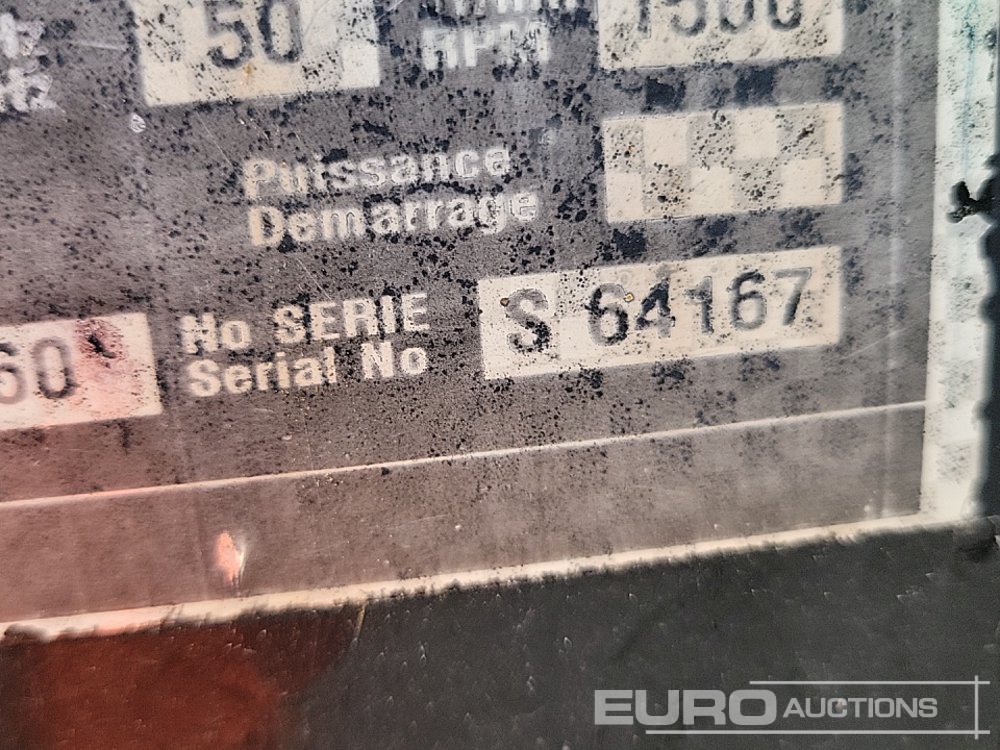 50
RPM
1500
Puissance
Demarrage
60
No SERIE
Serial No
S 64167
EURO AUCTIONS